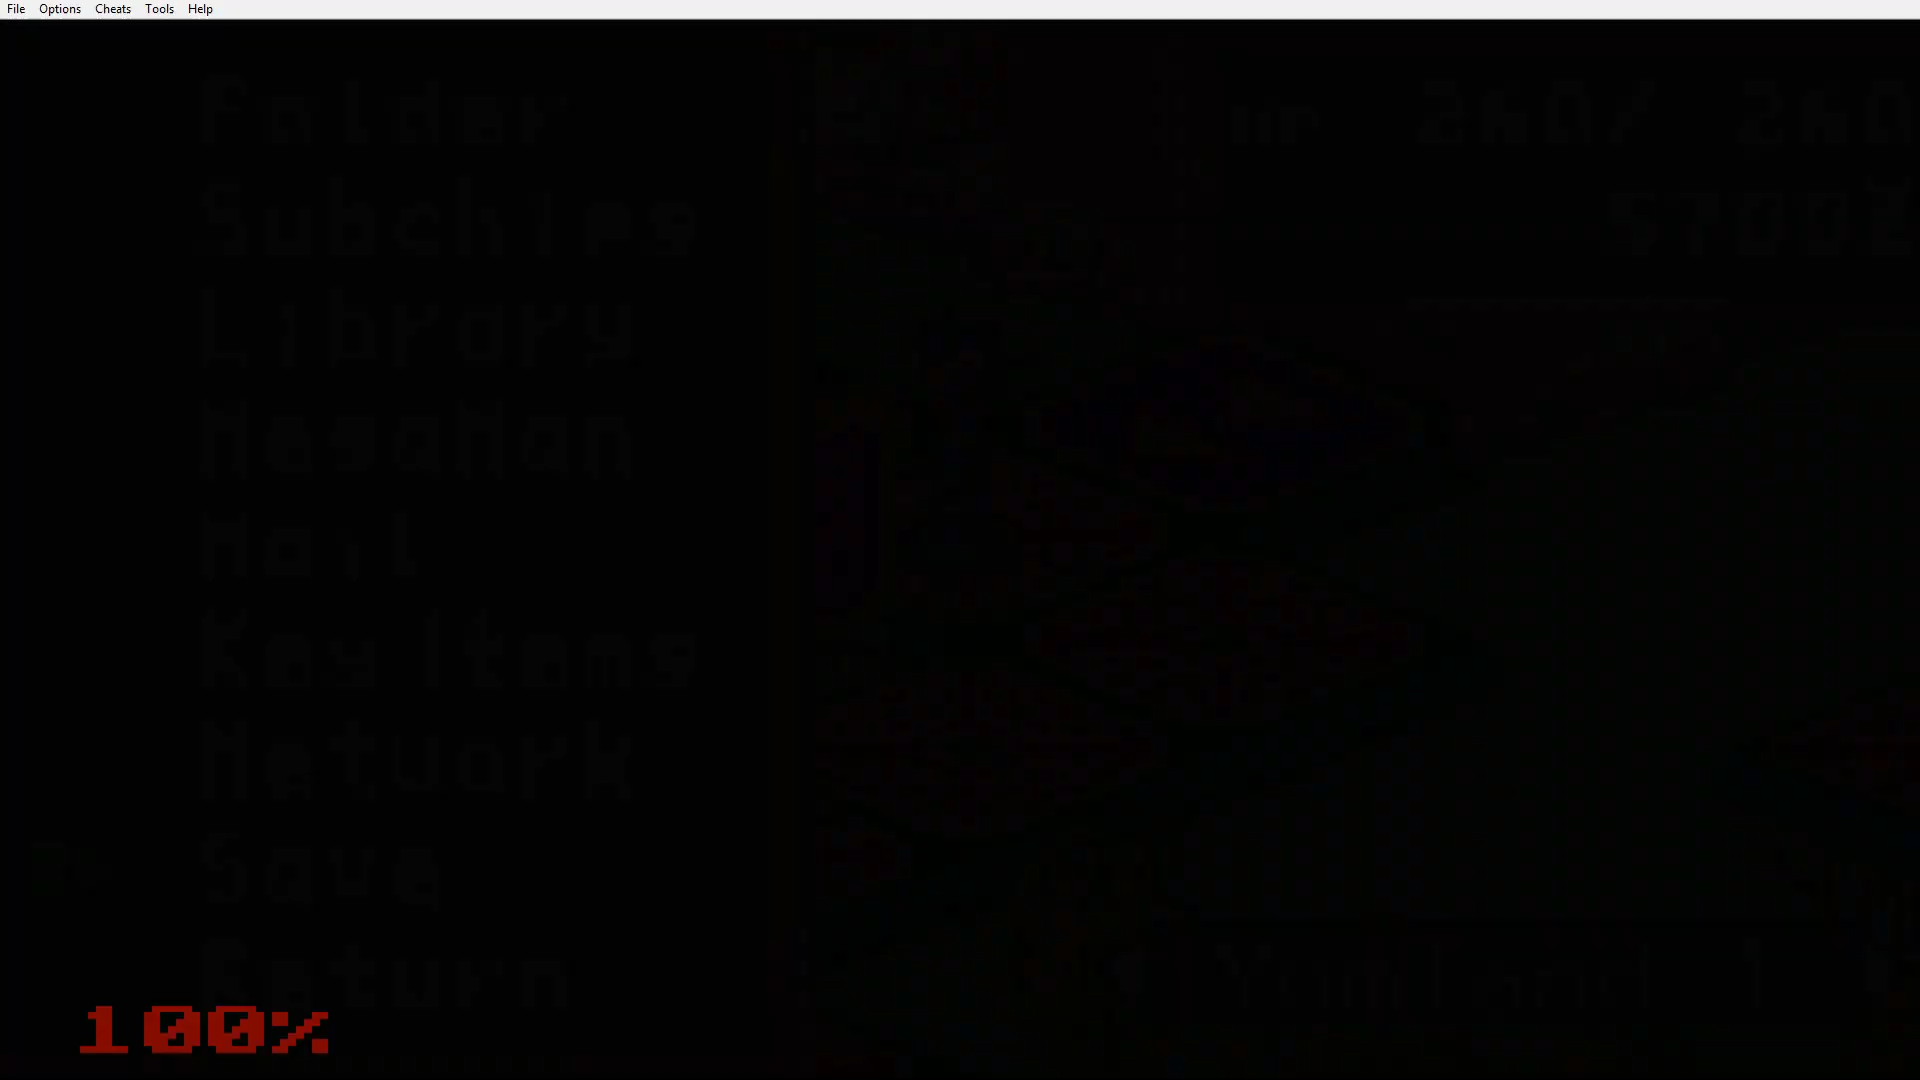 File Options Cheats Tools Help
Folder
Subchips
Library
MegaMan
Mail
Key Items
Network
Save
Return
100%